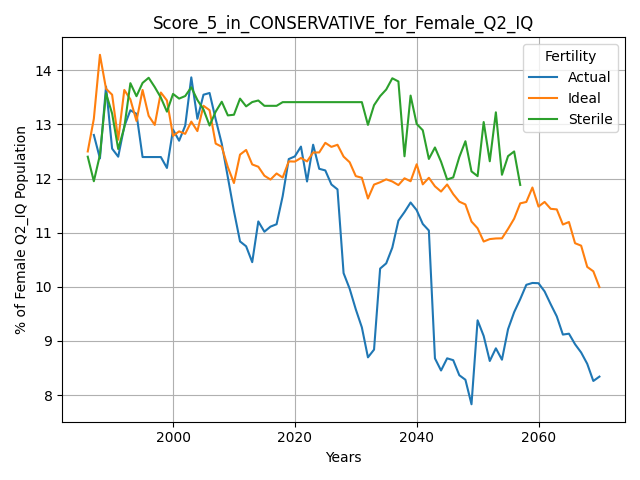 Score_5_in_CONSERVATIVE_for_Female_Q2_IQ
Fertility
Actual
Ideal
Sterile
% of Female Q2_IQ Population
14
13
12
11
10
9
8
2000
2020
2040
2060
Years